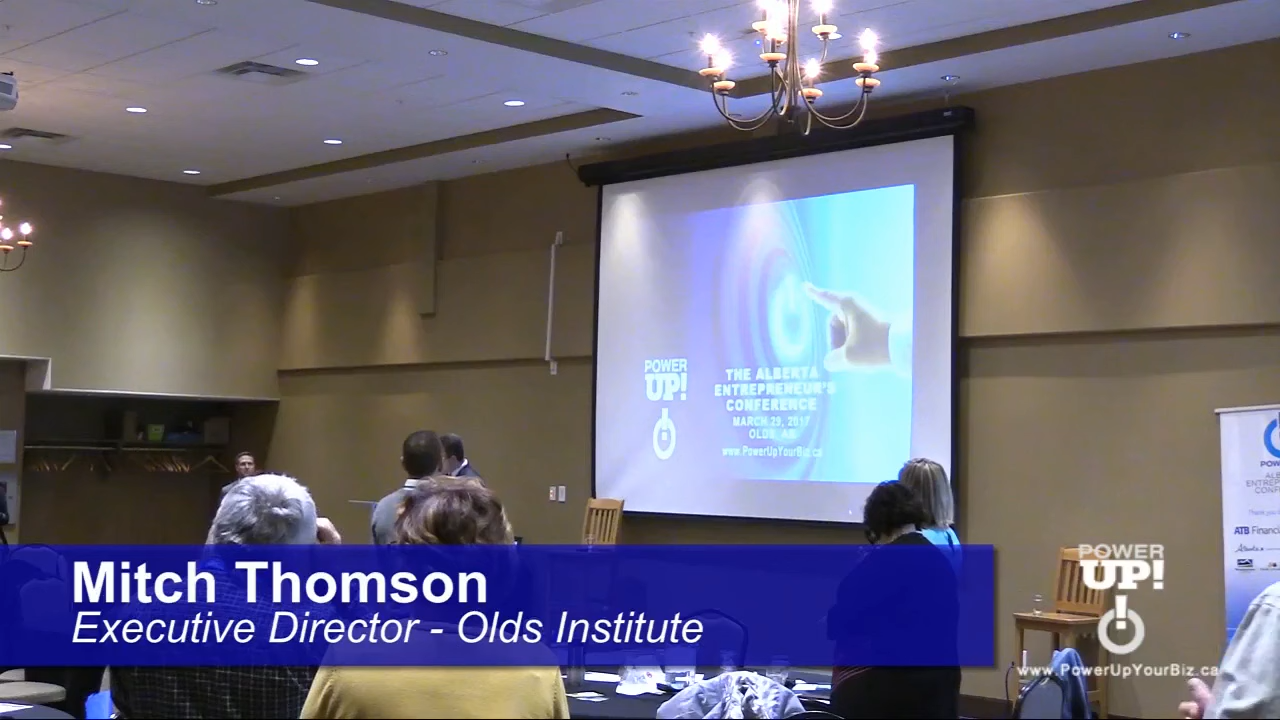 POWER
UP!
THE ALBERTA
ENTREPRENEUR'S
CONFERENCE
MARCH 29, 2017
OLDS, AB
www.PowerUpYourBiz.ca
ATB Financial
Mitch Thomson
Executive Director - Olds Institute
POWER
UP!
www.PowerUpYourBiz.ca